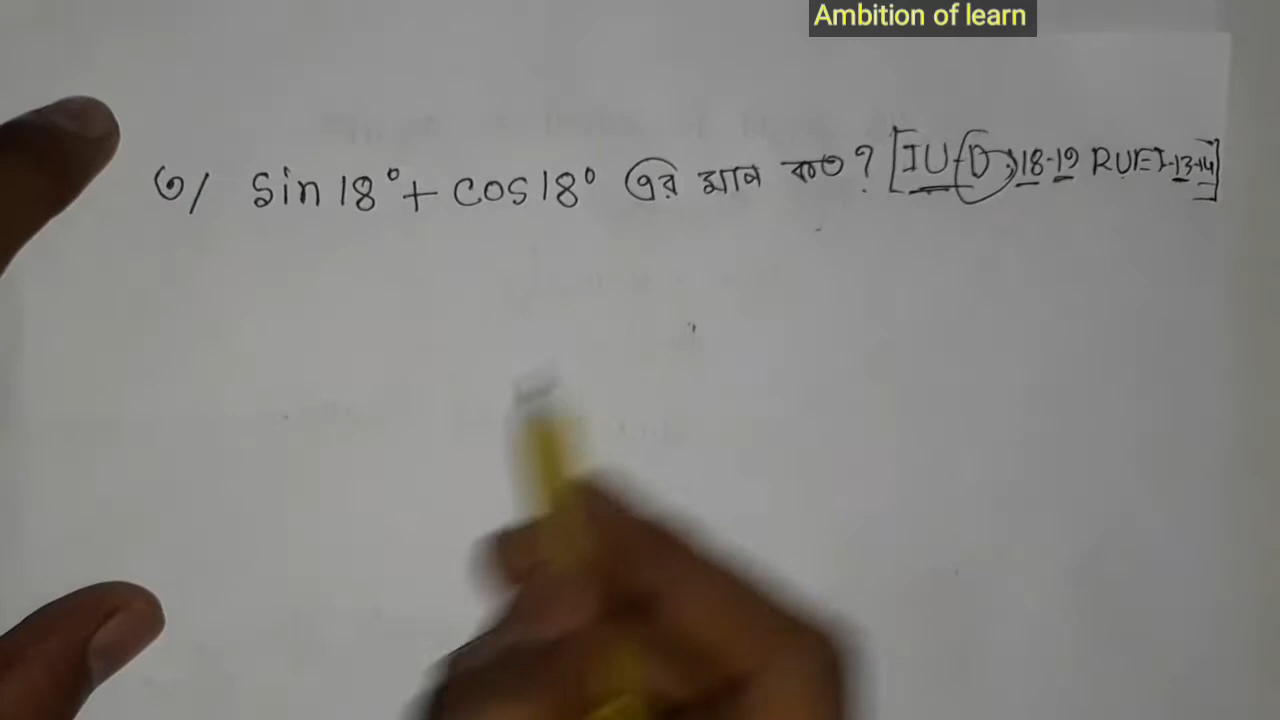 Ambition of learn
৩/ sin 18° + cos 18° এর মান কত? [IU-(D) 18-19 RUET-13-14]